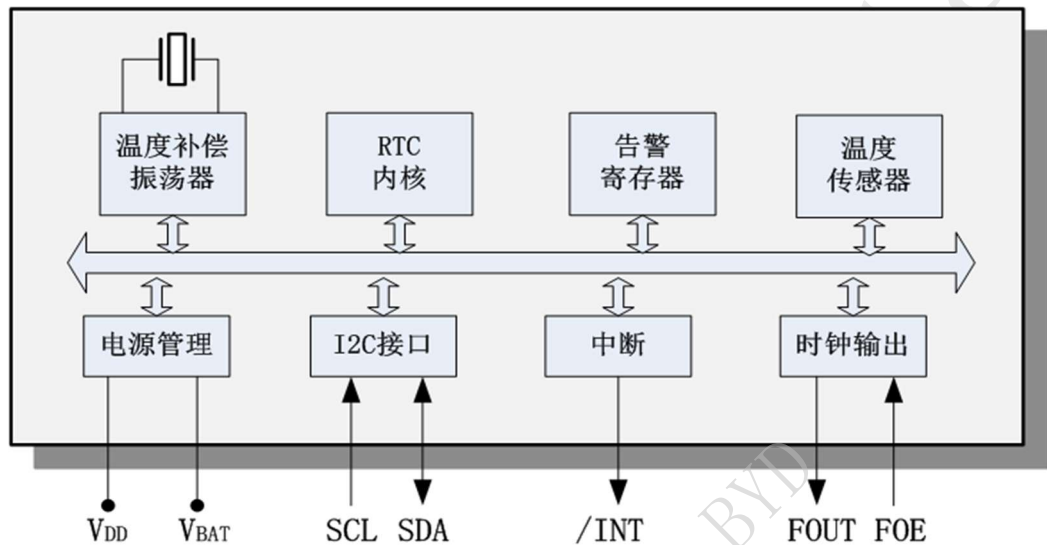 温度补偿
振荡器
RTC
内核
告警
寄存器
温度
传感器
电源管理
I2C接口
中断
时钟输出
VDD
VBAT
SCL
SDA
/INT
FOUT
FOE
BYD